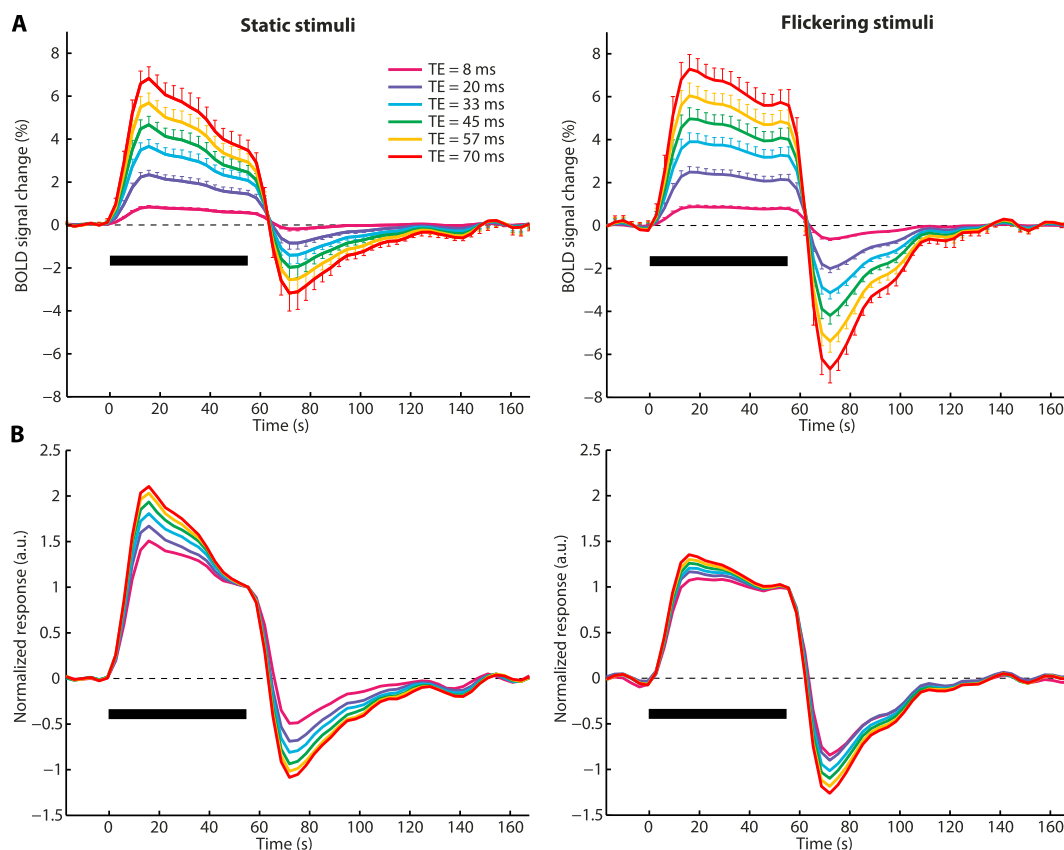 A
Static stimuli
Flickering stimuli
BOLD signal change (%)
8
6
4
2
0
−2
−4
−6
−8
TE = 8 ms
TE = 20 ms
TE = 33 ms
TE = 45 ms
TE = 57 ms
TE = 70 ms
0 20 40 60 80 100 120 140 160
Time (s)
BOLD signal change (%)
8
6
4
2
0
−2
−4
−6
−8
0 20 40 60 80 100 120 140 160
Time (s)
B
Normalized response (a.u.)
2.5
2
1.5
1
0.5
0
−0.5
−1
−1.5
0 20 40 60 80 100 120 140 160
Time (s)
Normalized response (a.u.)
2.5
2
1.5
1
0.5
0
−0.5
−1
−1.5
0 20 40 60 80 100 120 140 160
Time (s)